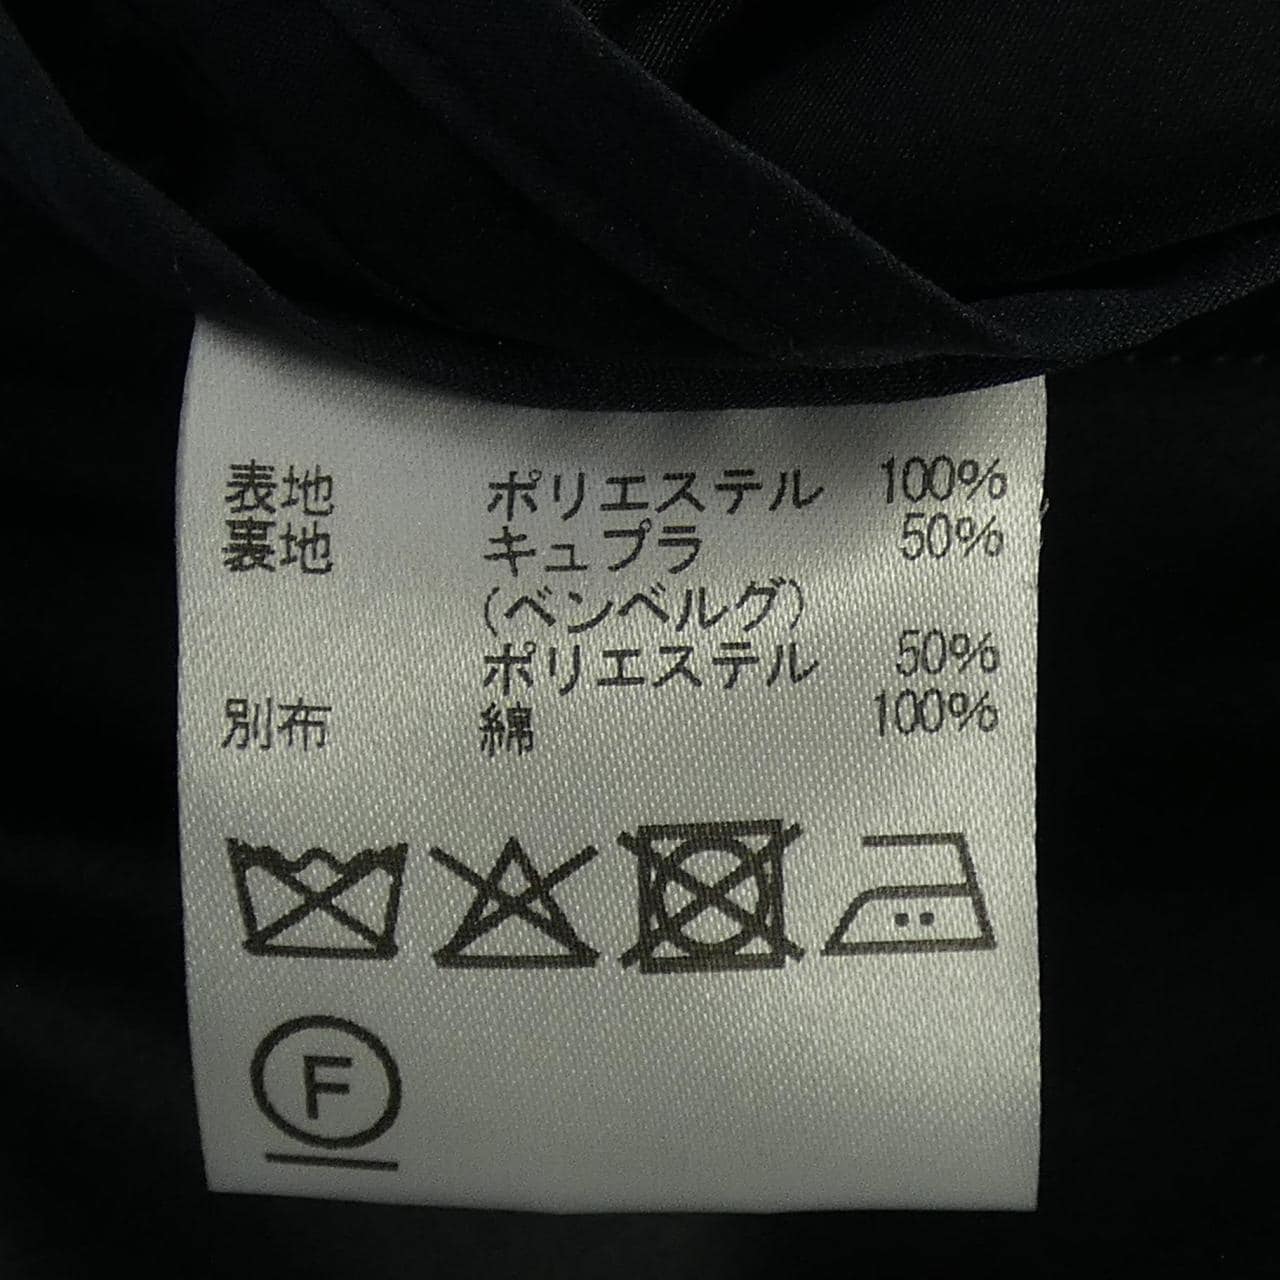 表地 ポリエステル 100%
裏地 キュプラ 50%
(ベンベルグ)
ポリエステル 50%
別布 綿 100%
F